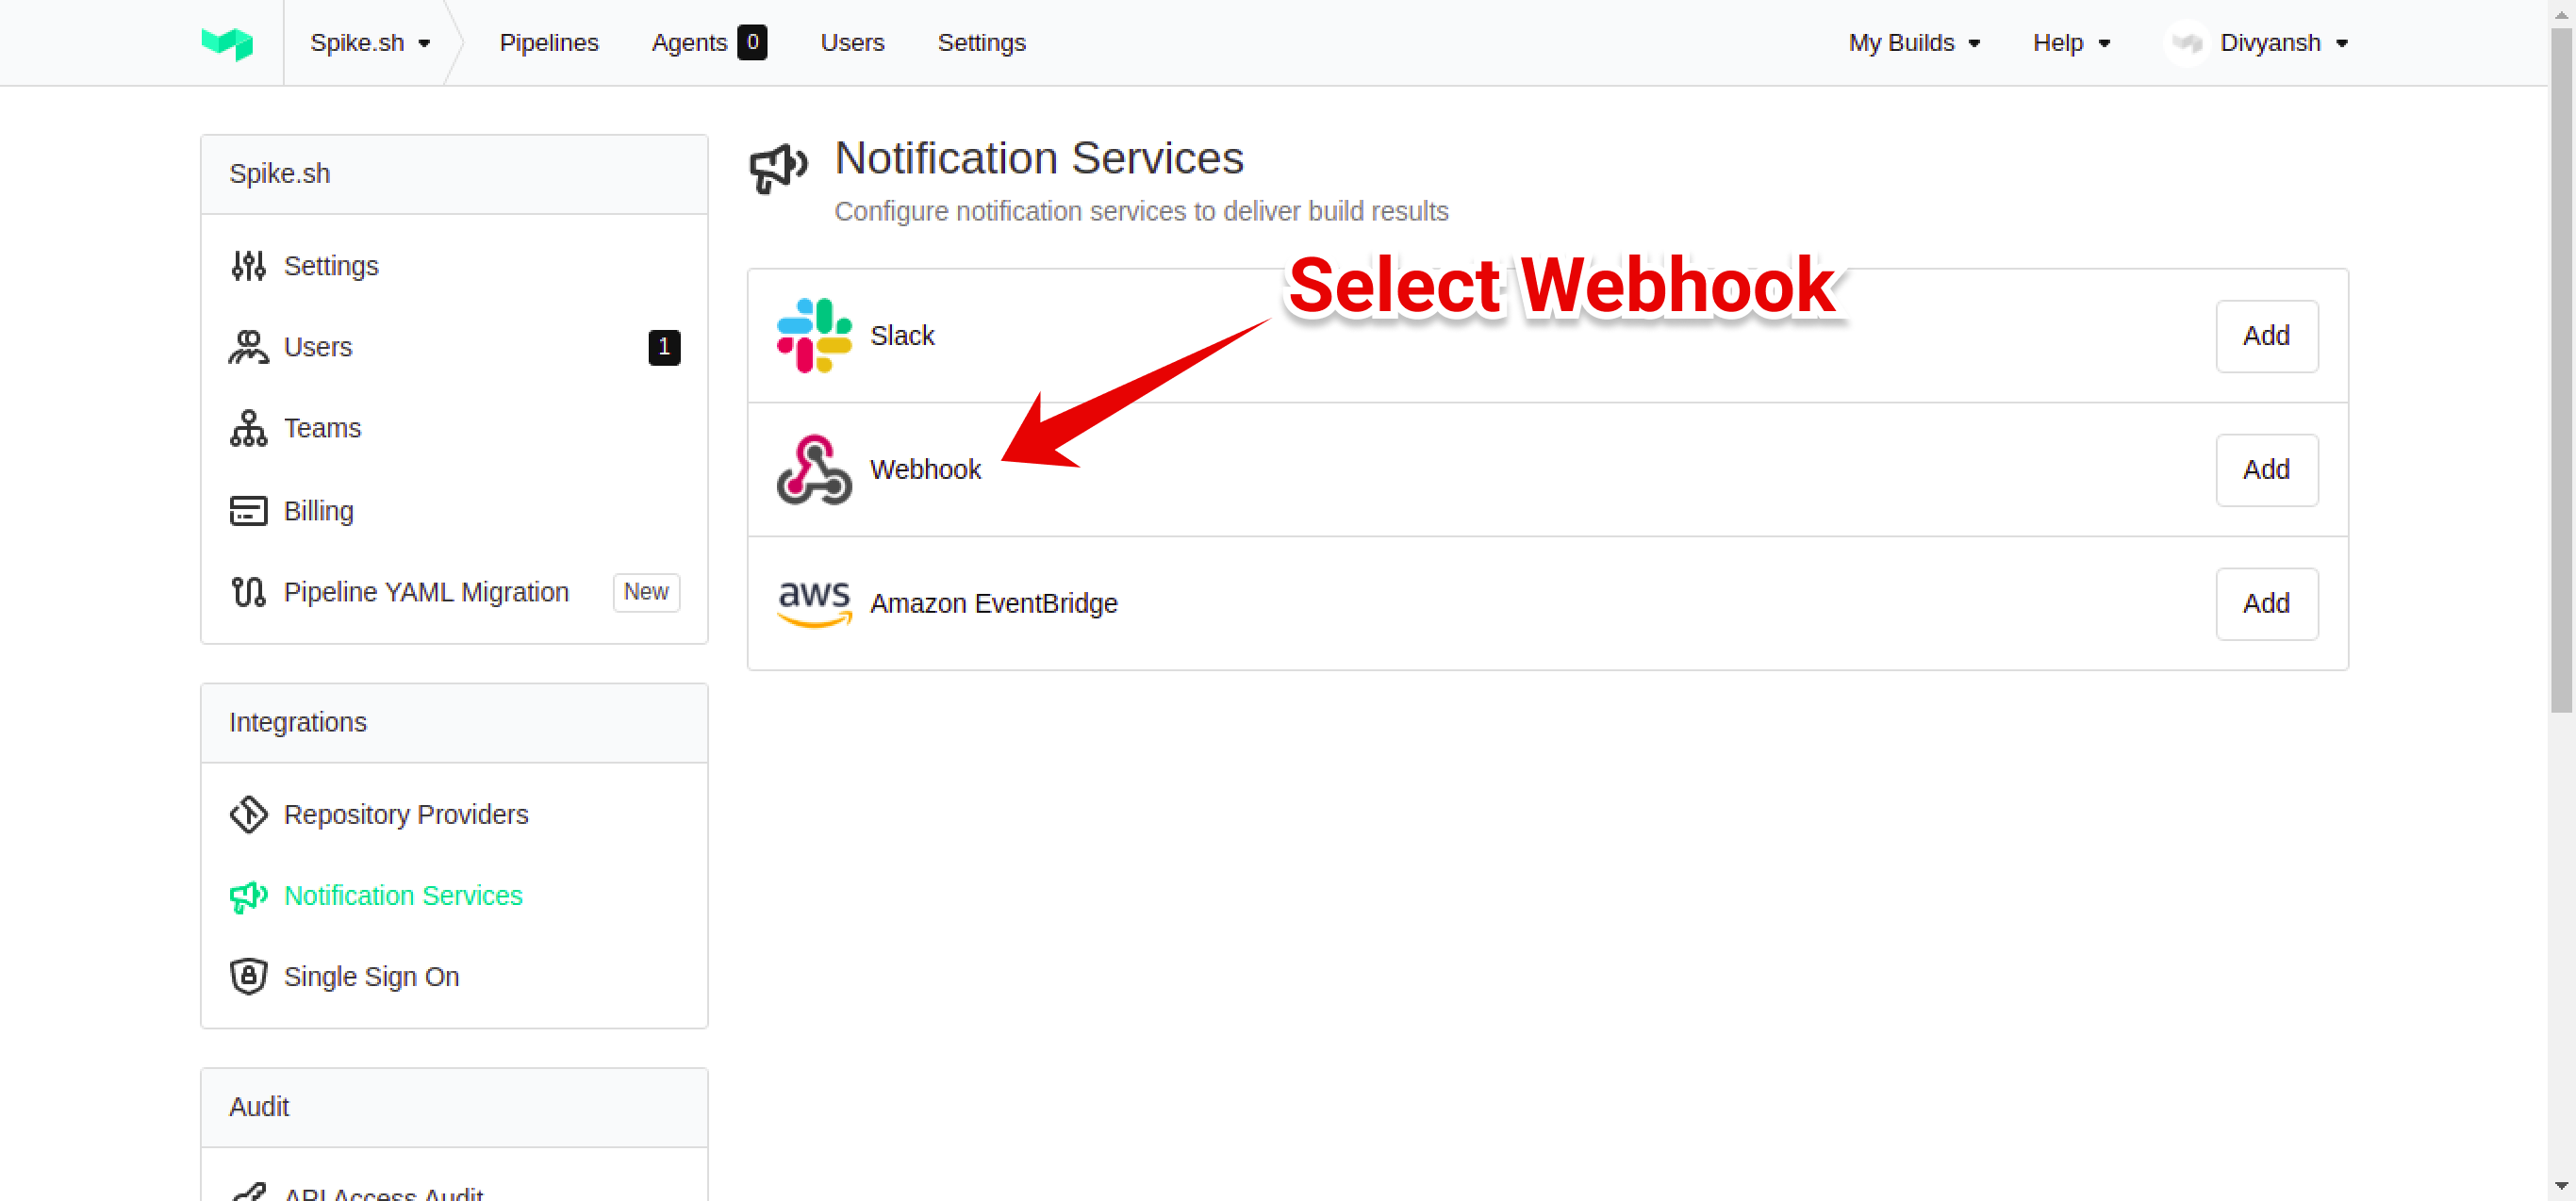 Spike.sh
Pipelines
Agents 0
Users
Settings
My Builds
Help
Divyansh
Spike.sh
Settings
Users 1
Teams
Billing
Pipeline YAML Migration New
Integrations
Repository Providers
Notification Services
Single Sign On
Audit
API Access Audit
Notification Services
Configure notification services to deliver build results
Select Webhook
Slack Add
Webhook Add
aws Amazon EventBridge Add